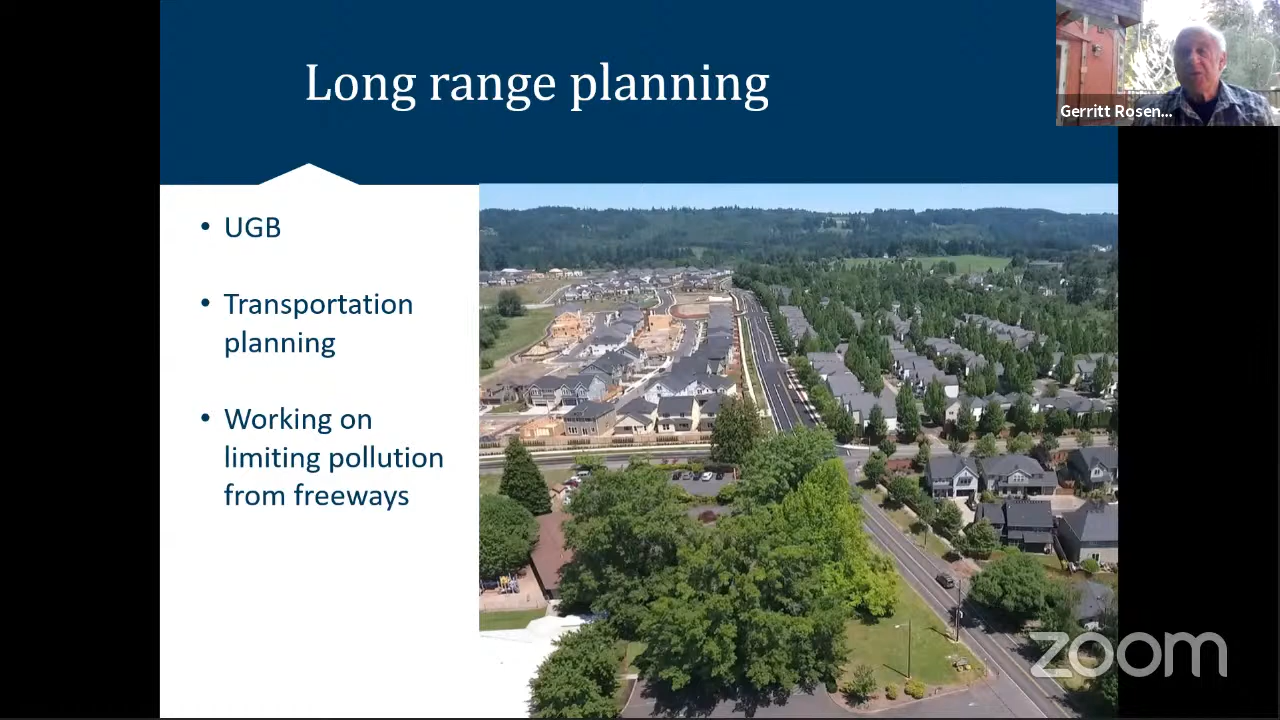 Long range planning
Gerritt Rosen...
• UGB
• Transportation
planning
• Working on
limiting pollution
from freeways
zoom